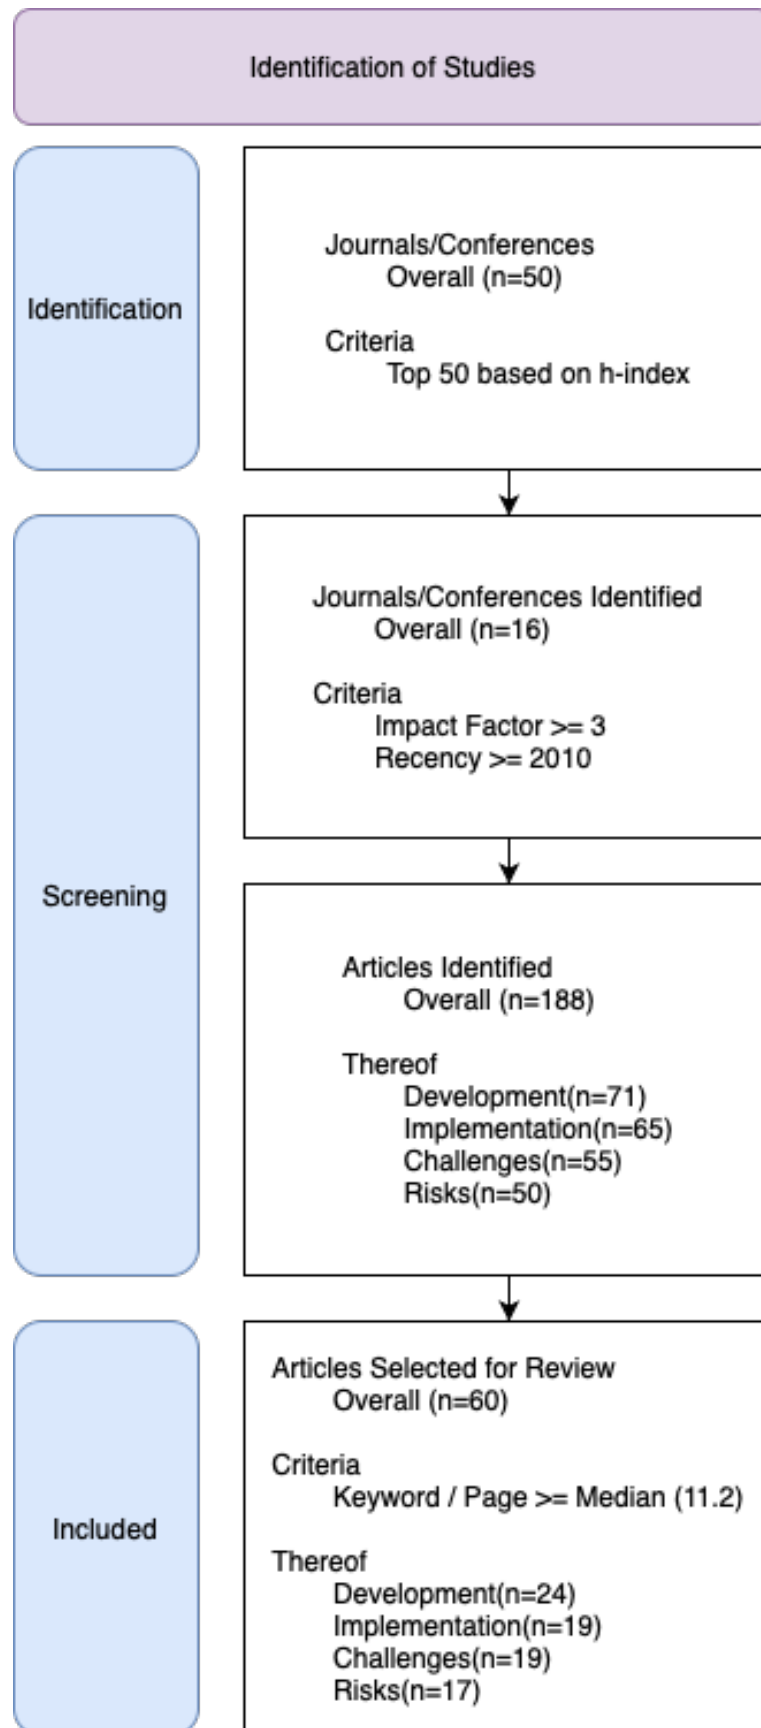 Identification of Studies
Identification
Journals/Conferences
Overall (n=50)
Criteria
Top 50 based on h-index
Screening
Journals/Conferences Identified
Overall (n=16)
Criteria
Impact Factor >= 3
Recency >= 2010
Articles Identified
Overall (n=188)
Thereof
Development(n=71)
Implementation(n=65)
Challenges(n=55)
Risks(n=50)
Included
Articles Selected for Review
Overall (n=60)
Criteria
Keyword / Page >= Median (11.2)
Thereof
Development(n=24)
Implementation(n=19)
Challenges(n=19)
Risks(n=17)